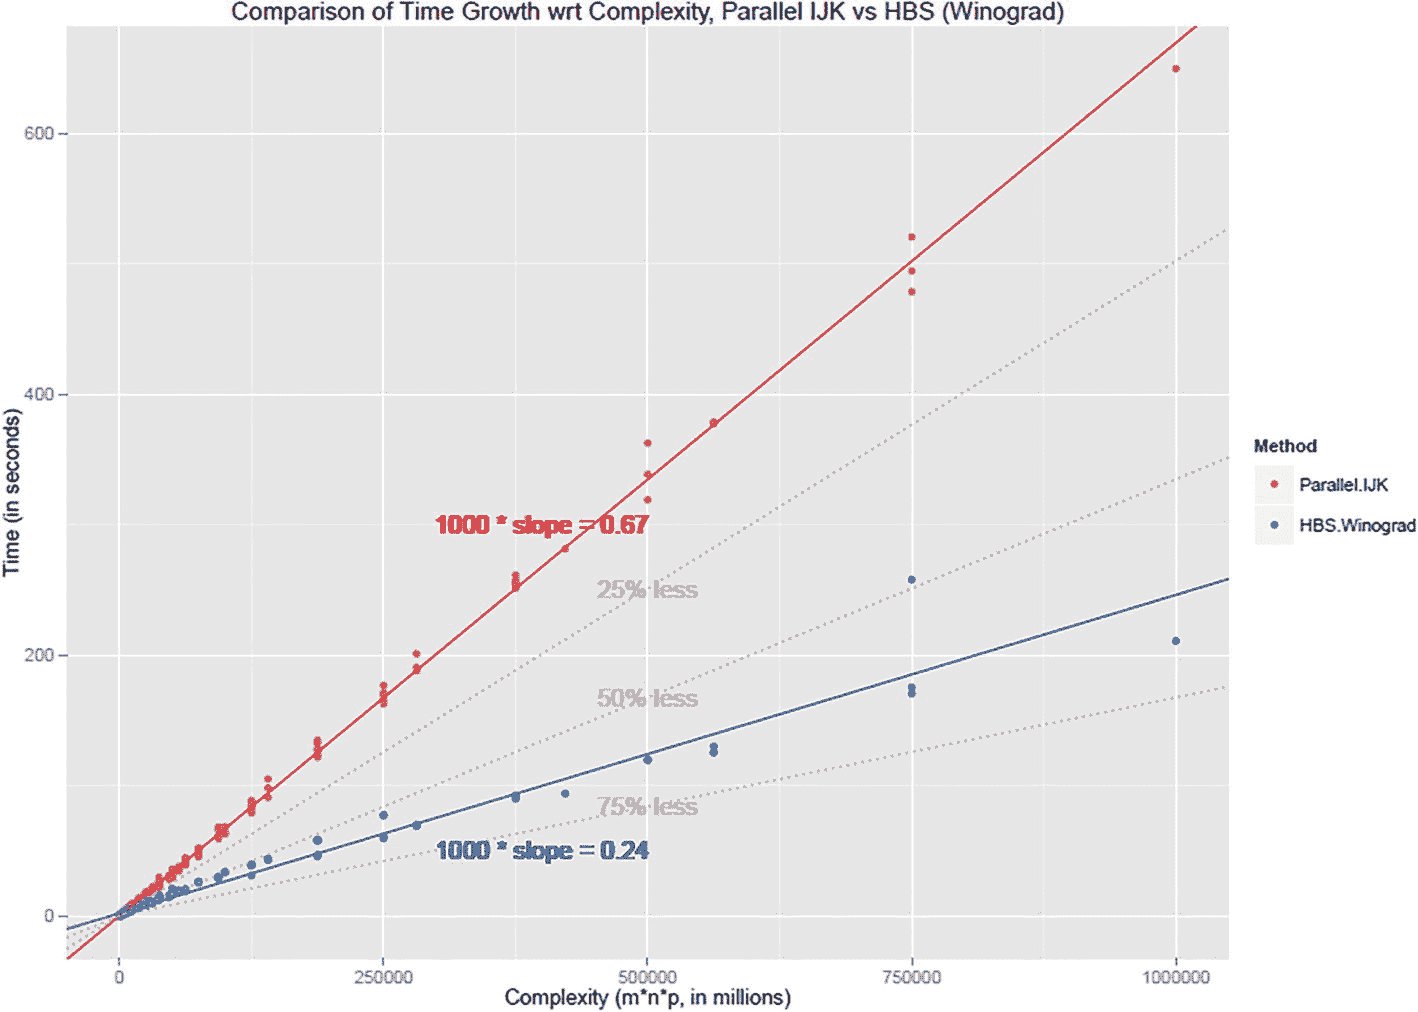 Comparison of Time Growth wrt Complexity, Parallel IJK vs HBS (Winograd)
600
400
200
0
Time (in seconds)
1000 * slope = 0.67
25% less
50% less
75% less
1000 * slope = 0.24
Method
Parallel.IJK
HBS.Winograd
0
250000
500000
750000
1000000
Complexity (m*n*p, in millions)